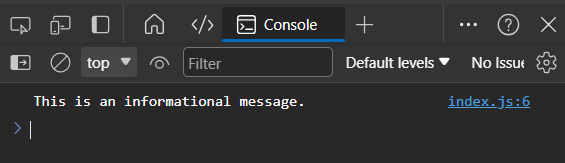 Console
top
Filter
Default levels
No Issue
This is an informational message.
index.js:6